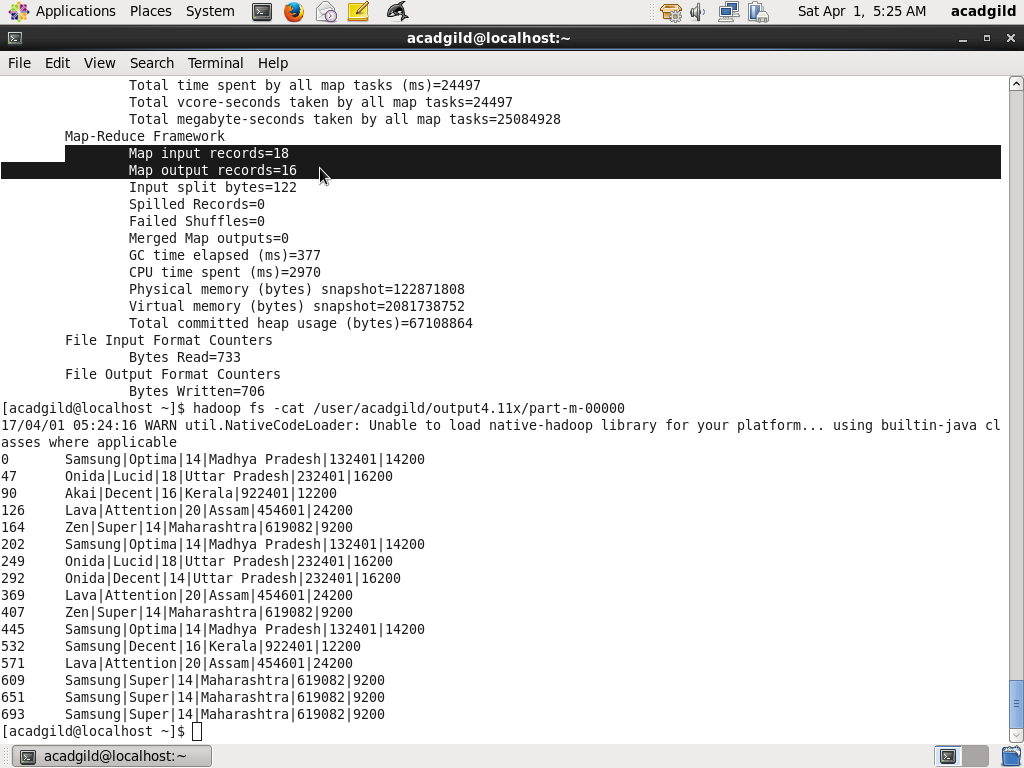 Applications Places System Sat Apr 1, 5:25 AM acadgild
acadgild@localhost:~
File Edit View Search Terminal Help
Total time spent by all map tasks (ms)=24497
Total vcore-seconds taken by all map tasks=24497
Total megabyte-seconds taken by all map tasks=25084928
Map-Reduce Framework
Map input records=18
Map output records=16
Input split bytes=122
Spilled Records=0
Failed Shuffles=0
Merged Map outputs=0
GC time elapsed (ms)=377
CPU time spent (ms)=2970
Physical memory (bytes) snapshot=122871808
Virtual memory (bytes) snapshot=2081738752
Total committed heap usage (bytes)=67108864
File Input Format Counters
Bytes Read=733
File Output Format Counters
Bytes Written=706
[acadgild@localhost ~]$ hadoop fs -cat /user/acadgild/output4.11x/part-m-00000
17/04/01 05:24:16 WARN util.NativeCodeLoader: Unable to load native-hadoop library for your platform... using builtin-java cl
asses where applicable
0 Samsung|Optima|14|Madhya Pradesh|132401|14200
47 Onida|Lucid|18|Uttar Pradesh|232401|16200
90 Akai|Decent|16|Kerala|922401|12200
126 Lava|Attention|20|Assam|454601|24200
164 Zen|Super|14|Maharashtra|619082|9200
202 Samsung|Optima|14|Madhya Pradesh|132401|14200
249 Onida|Lucid|18|Uttar Pradesh|232401|16200
292 Onida|Decent|14|Uttar Pradesh|232401|16200
369 Lava|Attention|20|Assam|454601|24200
407 Zen|Super|14|Maharashtra|619082|9200
445 Samsung|Optima|14|Madhya Pradesh|132401|14200
532 Samsung|Decent|16|Kerala|922401|12200
571 Lava|Attention|20|Assam|454601|24200
609 Samsung|Super|14|Maharashtra|619082|9200
651 Samsung|Super|14|Maharashtra|619082|9200
693 Samsung|Super|14|Maharashtra|619082|9200
[acadgild@localhost ~]$
acadgild@localhost:~